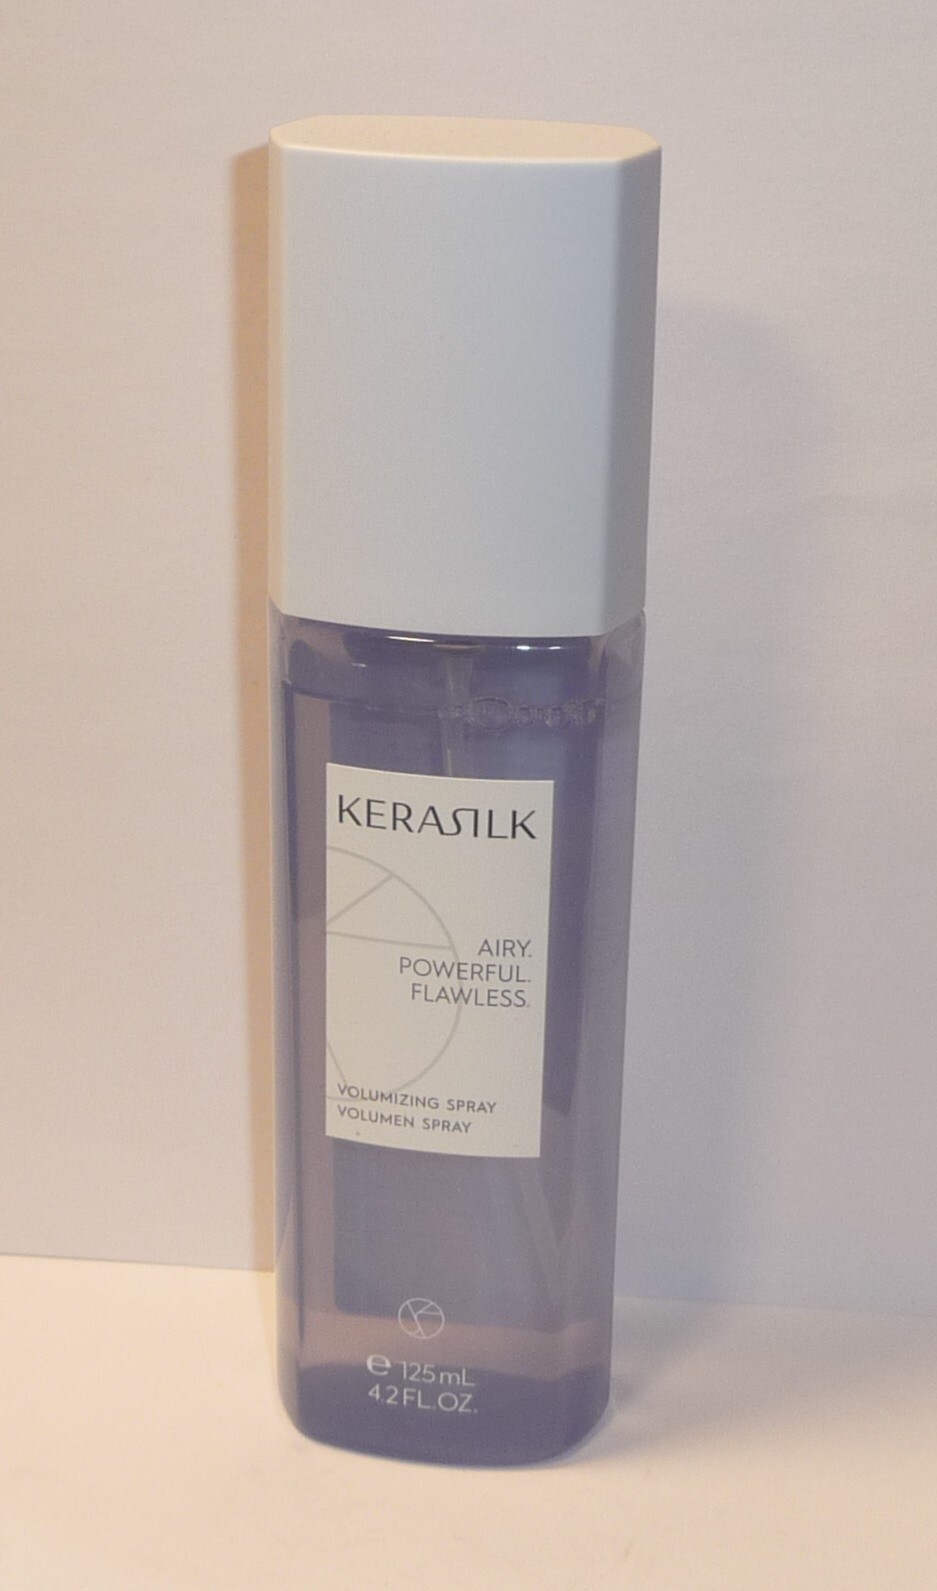 KERASILK
AIRY.
POWERFUL.
FLAWLESS.
VOLUMIZING SPRAY
VOLUMEN SPRAY
℮ 125 mL
4.2 FL.OZ.